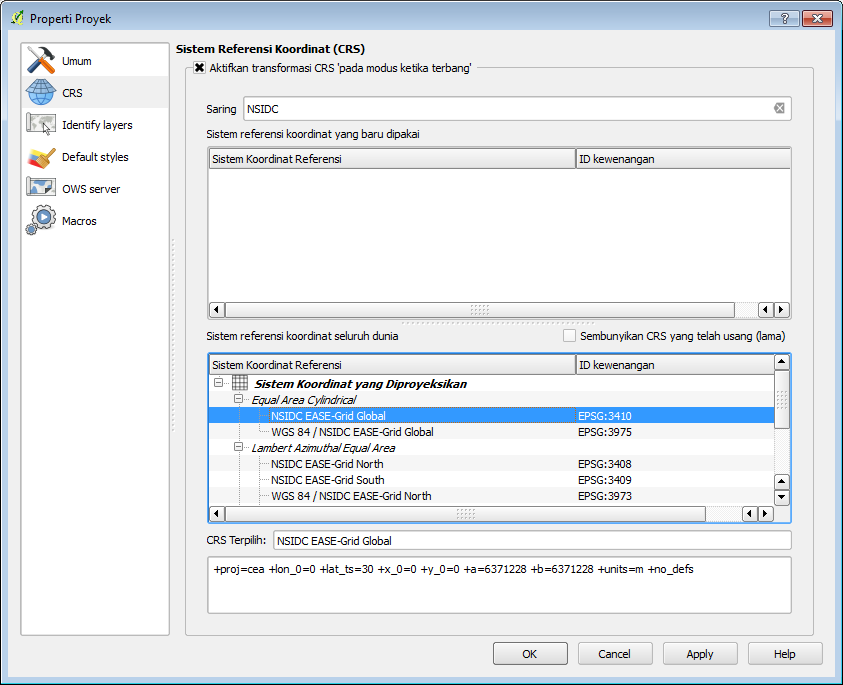 Properti Proyek
Umum
CRS
Identify layers
Default styles
OWS server
Macros
Sistem Referensi Koordinat (CRS)
Aktifkan transformasi CRS 'pada modus ketika terbang'
Saring NSIDC
Sistem referensi koordinat yang baru dipakai
Sistem Koordinat Referensi ID kewenangan
Sistem referensi koordinat seluruh dunia Sembunyikan CRS yang telah usang (lama)
Sistem Koordinat Referensi ID kewenangan
Sistem Koordinat yang Diproyeksikan
Equal Area Cylindrical
NSIDC EASE-Grid Global EPSG:3410
WGS 84 / NSIDC EASE-Grid Global EPSG:3975
Lambert Azimuthal Equal Area
NSIDC EASE-Grid North EPSG:3408
NSIDC EASE-Grid South EPSG:3409
WGS 84 / NSIDC EASE-Grid North EPSG:3973
CRS Terpilih: NSIDC EASE-Grid Global
+proj=cea +lon_0=0 +lat_ts=30 +x_0=0 +y_0=0 +a=6371228 +b=6371228 +units=m +no_defs
OK Cancel Apply Help